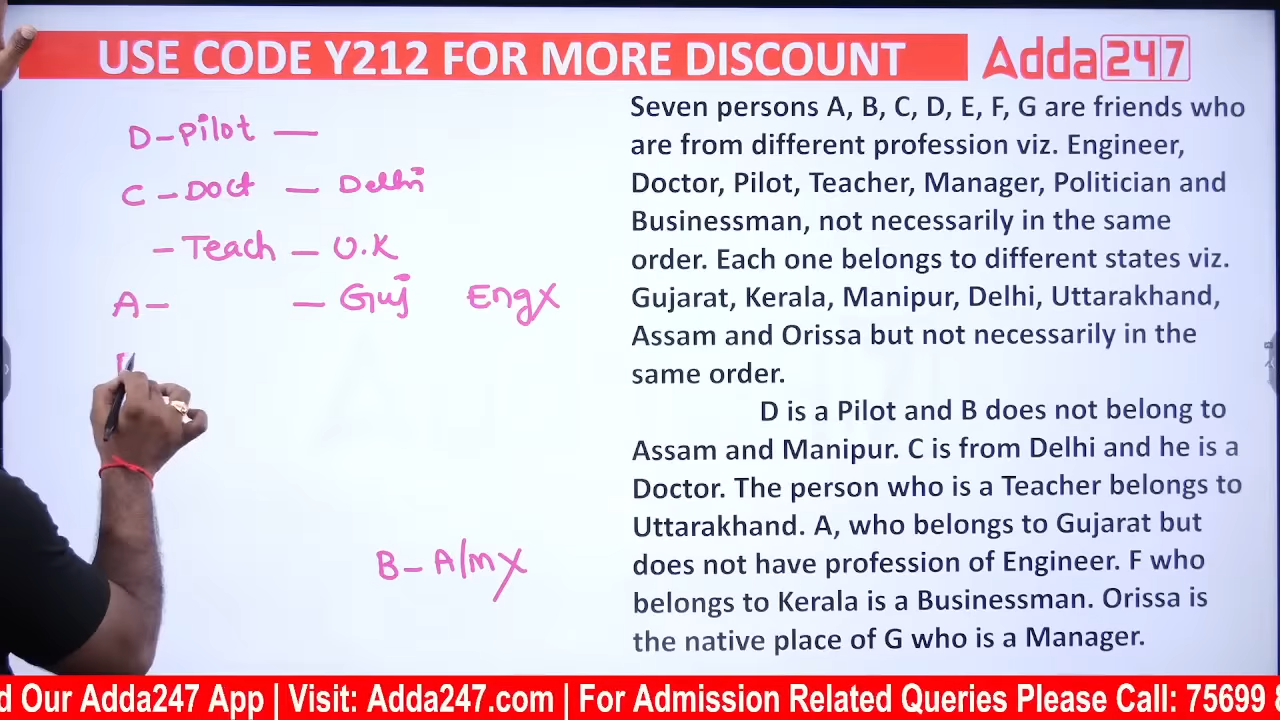 USE CODE Y212 FOR MORE DISCOUNT
Adda247
D - Pilot —
C - Doct — Delhi
- Teach — U.K
A - — Guj Eng X
B - A/m X
Seven persons A, B, C, D, E, F, G are friends who
are from different profession viz. Engineer,
Doctor, Pilot, Teacher, Manager, Politician and
Businessman, not necessarily in the same
order. Each one belongs to different states viz.
Gujarat, Kerala, Manipur, Delhi, Uttarakhand,
Assam and Orissa but not necessarily in the
same order.
D is a Pilot and B does not belong to
Assam and Manipur. C is from Delhi and he is a
Doctor. The person who is a Teacher belongs to
Uttarakhand. A, who belongs to Gujarat but
does not have profession of Engineer. F who
belongs to Kerala is a Businessman. Orissa is
the native place of G who is a Manager.
d Our Adda247 App | Visit: Adda247.com | For Admission Related Queries Please Call: 75699 8